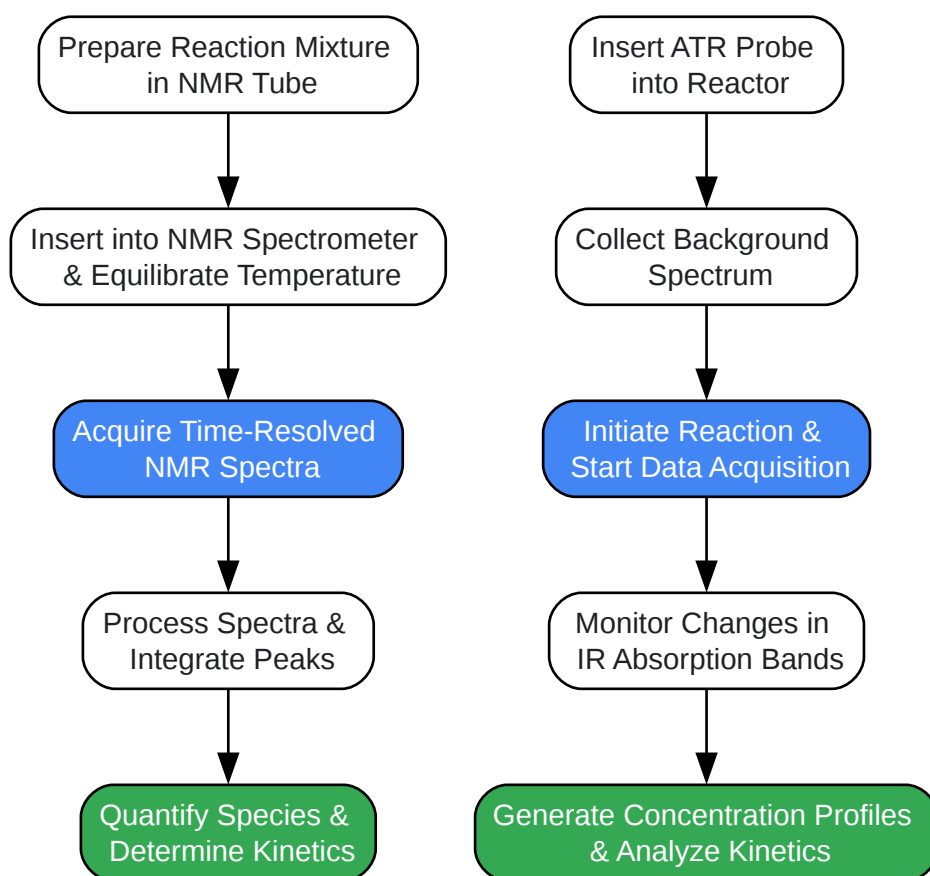 Prepare Reaction Mixture
in NMR Tube
Insert into NMR Spectrometer
& Equilibrate Temperature
Acquire Time-Resolved
NMR Spectra
Process Spectra &
Integrate Peaks
Quantify Species &
Determine Kinetics
Insert ATR Probe
into Reactor
Collect Background
Spectrum
Initiate Reaction &
Start Data Acquisition
Monitor Changes in
IR Absorption Bands
Generate Concentration Profiles
& Analyze Kinetics